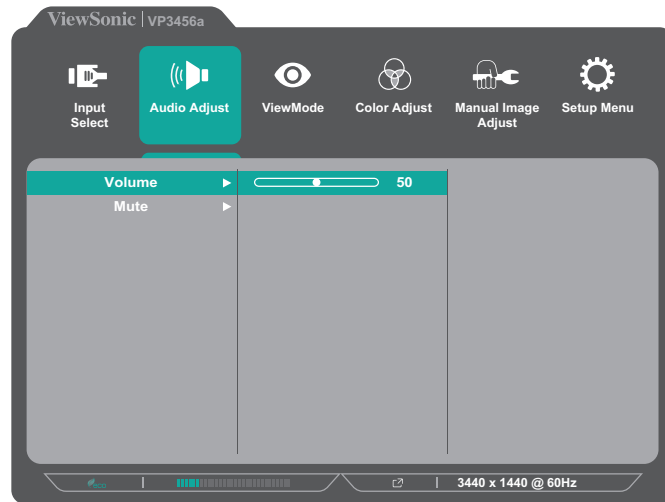 ViewSonic | VP3456a
Input Select
Audio Adjust
ViewMode
Color Adjust
Manual Image Adjust
Setup Menu
Volume 50
Mute
eco
3440 x 1440 @ 60Hz